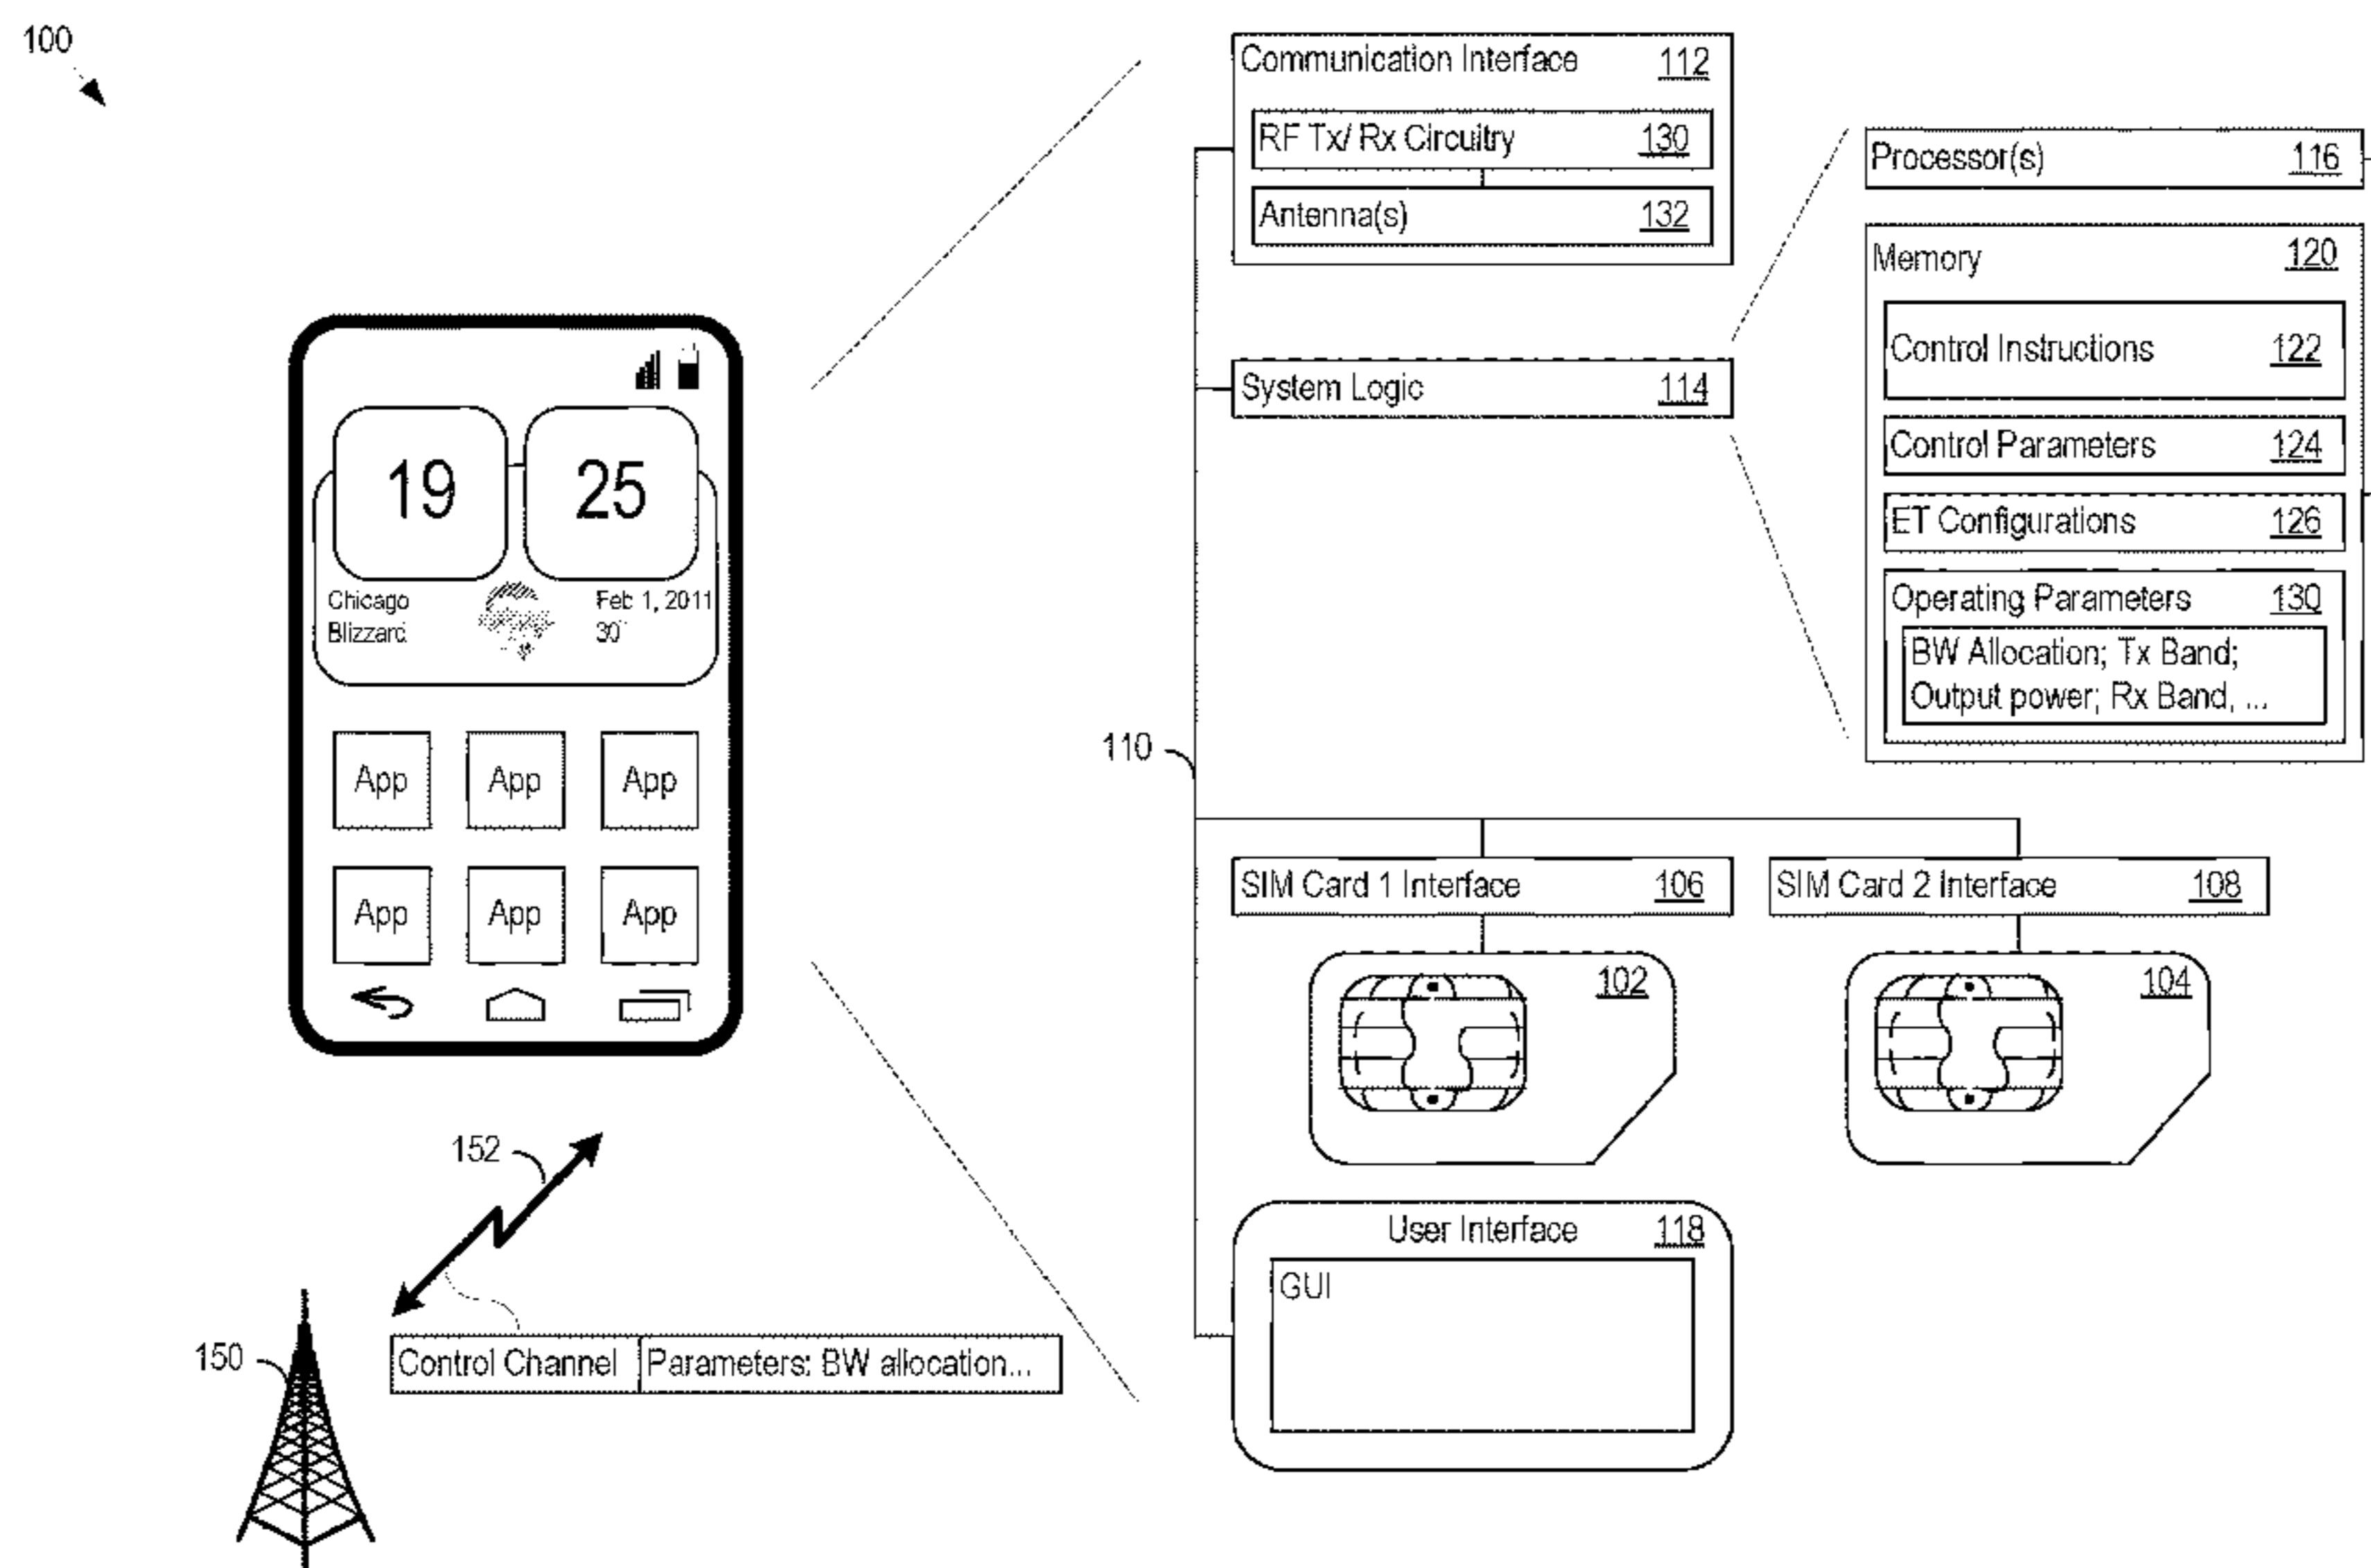 100
Communication Interface 112
RF Tx/ Rx Circuitry 130
Antenna(s) 132
System Logic 114
Processor(s) 116
Memory 120
Control Instructions 122
Control Parameters 124
ET Configurations 126
Operating Parameters 130
BW Allocation; Tx Band;
Output power; Rx Band, ...
19 25
Chicago
Blizzard
Feb 1, 2011
30°
App App App
App App App
110
SIM Card 1 Interface 106
SIM Card 2 Interface 108
102
104
User Interface 118
GUI
152
150
Control Channel Parameters: BW allocation...